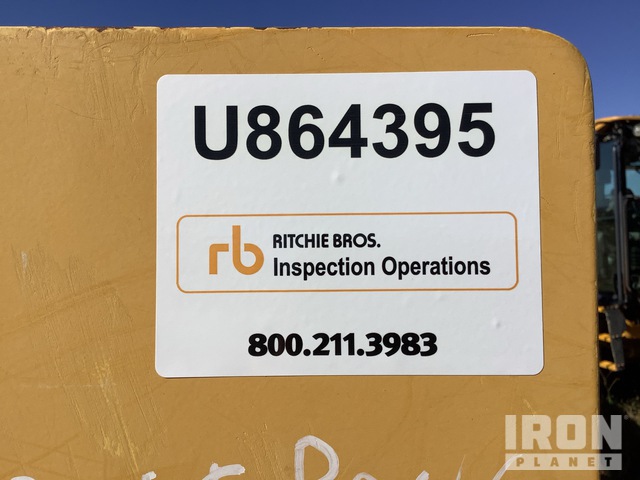 U864395
rb
RITCHIE BROS.
Inspection Operations
800.211.3983
IRON
PLANET